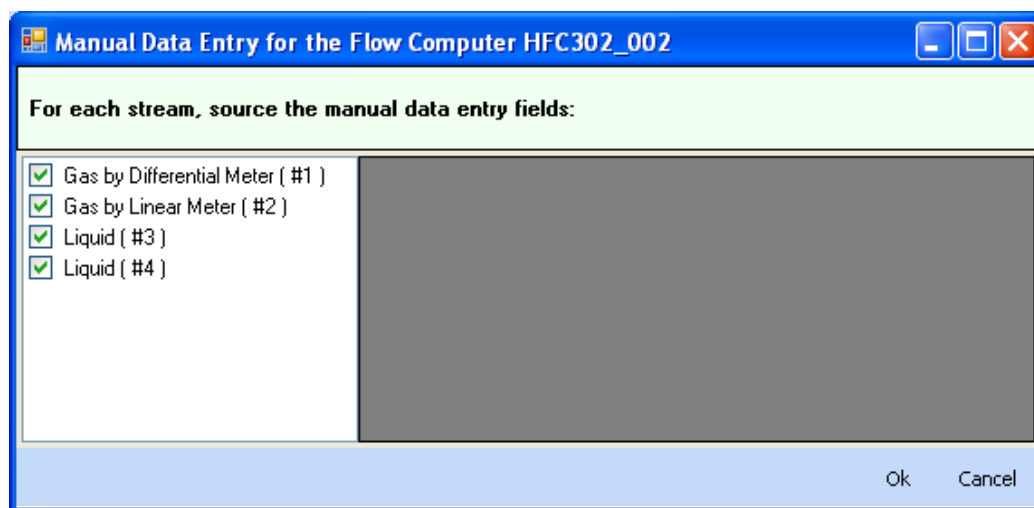 Manual Data Entry for the Flow Computer HFC302_002
For each stream, source the manual data entry fields:
Gas by Differential Meter ( #1 )
Gas by Linear Meter ( #2 )
Liquid ( #3 )
Liquid ( #4 )
Ok Cancel